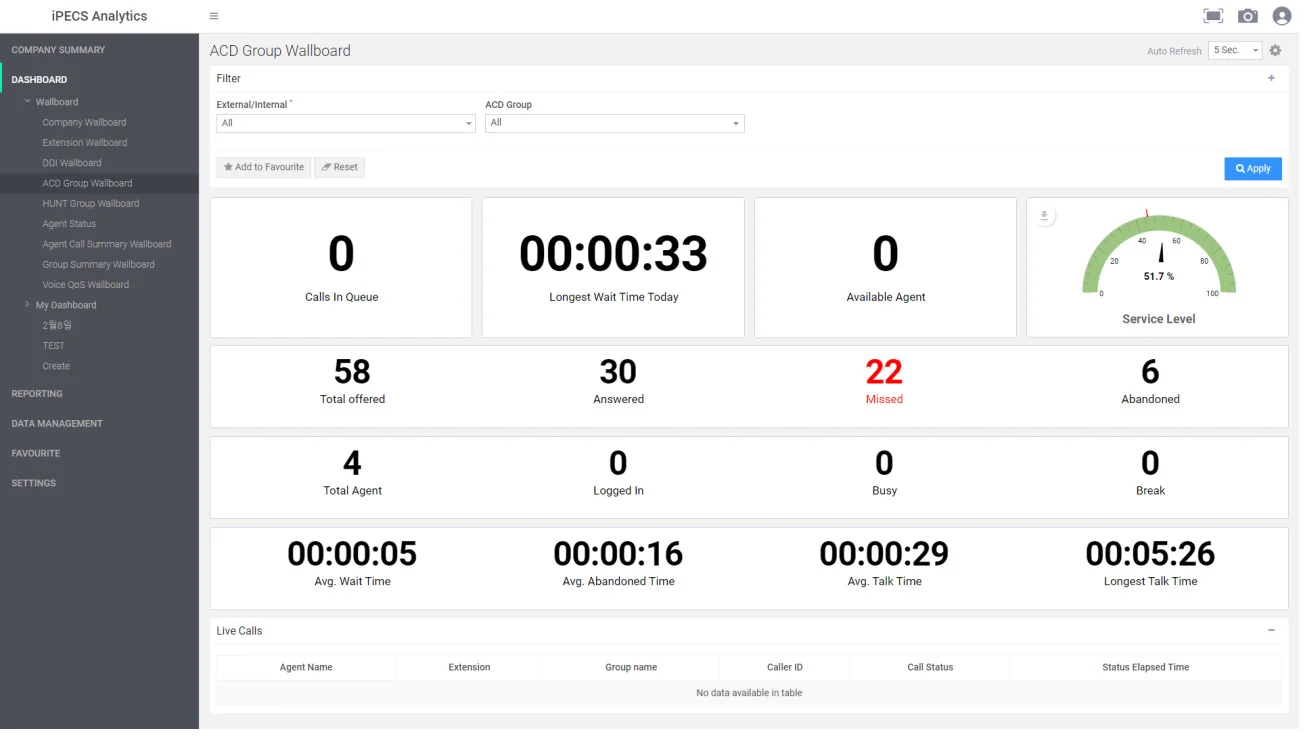 iPECS Analytics
COMPANY SUMMARY
DASHBOARD
Wallboard
Company Wallboard
Extension Wallboard
DDI Wallboard
ACD Group Wallboard
HUNT Group Wallboard
Agent Status
Agent Call Summary Wallboard
Group Summary Wallboard
Voice QoS Wallboard
My Dashboard
2월8일
TEST
Create
REPORTING
DATA MANAGEMENT
FAVOURITE
SETTINGS
ACD Group Wallboard
Auto Refresh 5 Sec.
Filter
External/Internal * ACD Group
All All
Add to Favourite Reset Apply
0 00:00:33 0
Calls In Queue Longest Wait Time Today Available Agent
0 20 40 60 80 100
51.7 %
Service Level
58 30 22 6
Total offered Answered Missed Abandoned
4 0 0 0
Total Agent Logged In Busy Break
00:00:05 00:00:16 00:00:29 00:05:26
Avg. Wait Time Avg. Abandoned Time Avg. Talk Time Longest Talk Time
Live Calls
Agent Name Extension Group name Caller ID Call Status Status Elapsed Time
No data available in table